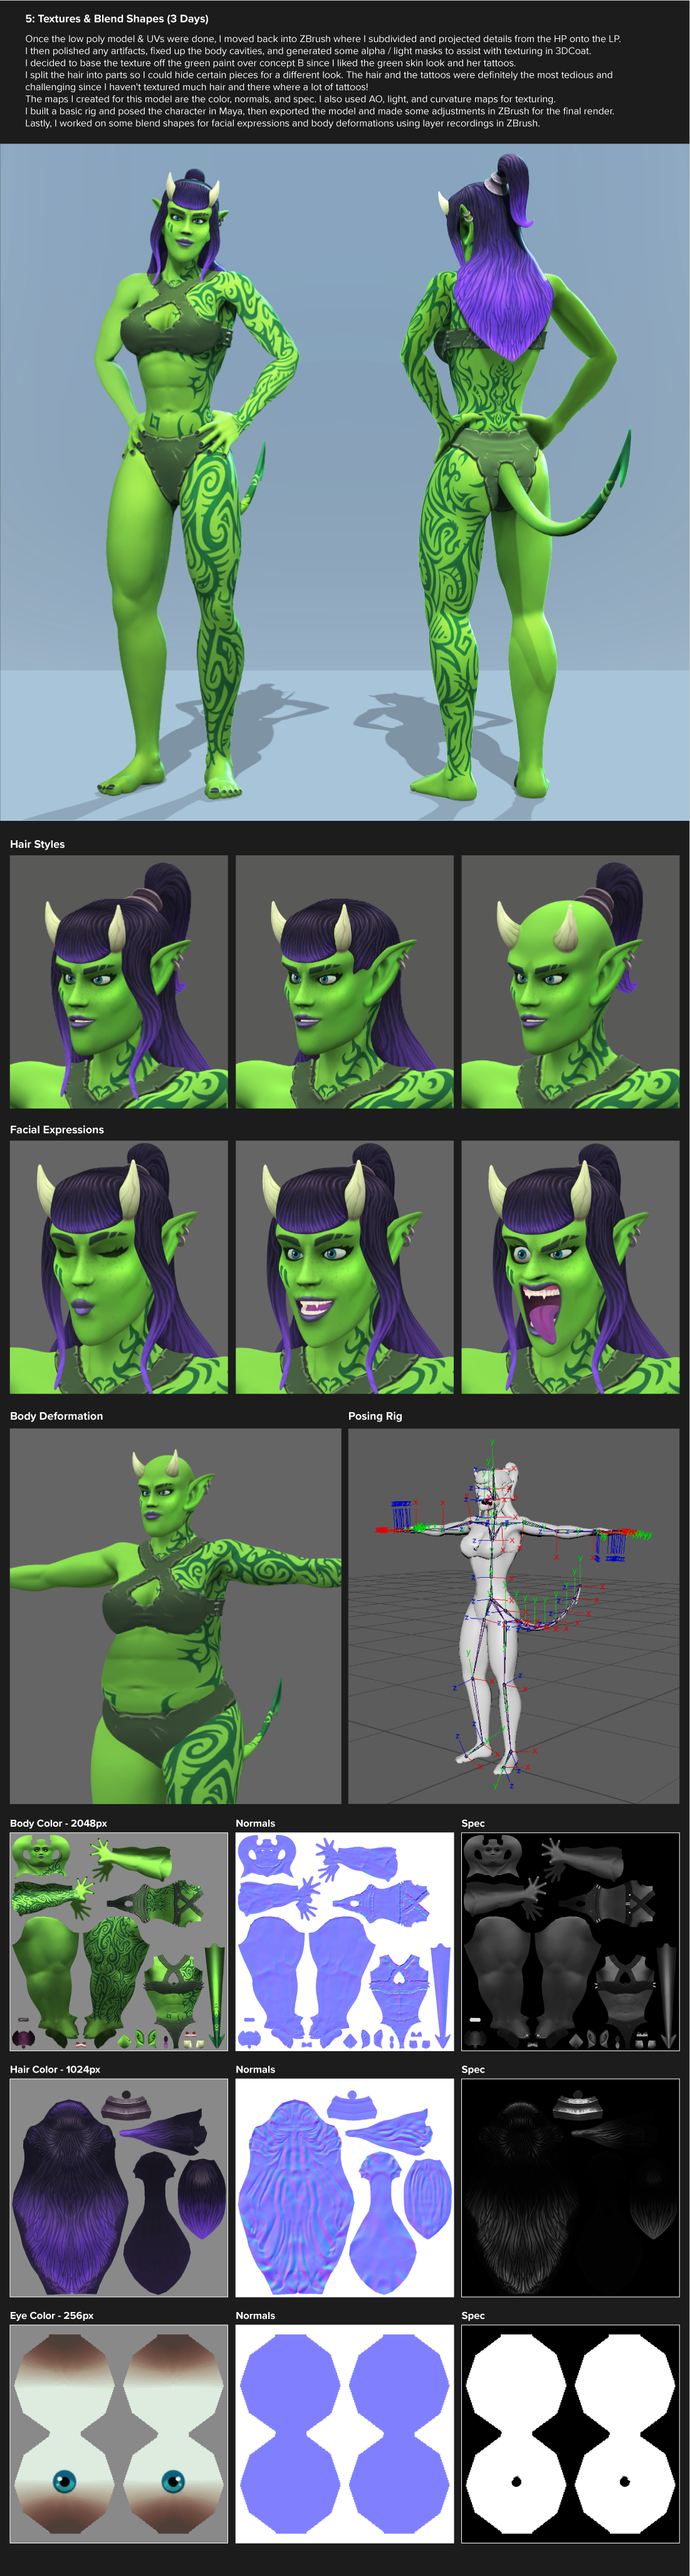 5: Textures & Blend Shapes (3 Days)
Once the low poly model & UVs were done, I moved back into ZBrush where I subdivided and projected details from the HP onto the LP.
I then polished any artifacts, fixed up the body cavities, and generated some alpha / light masks to assist with texturing in 3DCoat.
I decided to base the texture off the green paint over concept B since I liked the green skin look and her tattoos.
I split the hair into parts so I could hide certain pieces for a different look. The hair and the tattoos were definitely the most tedious and
challenging since I haven't textured much hair and there where a lot of tattoos!
The maps I created for this model are the color, normals, and spec. I also used AO, light, and curvature maps for texturing.
I built a basic rig and posed the character in Maya, then exported the model and made some adjustments in ZBrush for the final render.
Lastly, I worked on some blend shapes for facial expressions and body deformations using layer recordings in ZBrush.
Hair Styles
Facial Expressions
Body Deformation
Posing Rig
Body Color - 2048px
Normals
Spec
Hair Color - 1024px
Normals
Spec
Eye Color - 256px
Normals
Spec